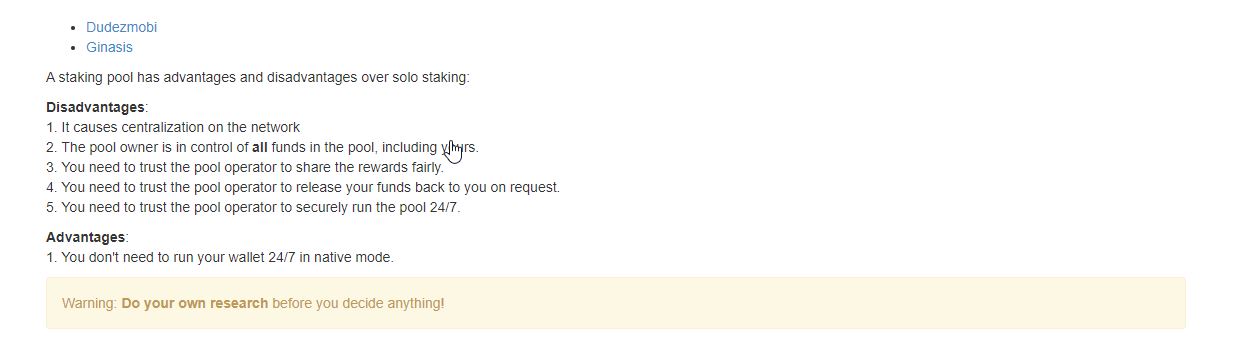 Dudezmobi
Ginasis
A staking pool has advantages and disadvantages over solo staking:
Disadvantages:
1. It causes centralization on the network
2. The pool owner is in control of all funds in the pool, including yours.
3. You need to trust the pool operator to share the rewards fairly.
4. You need to trust the pool operator to release your funds back to you on request.
5. You need to trust the pool operator to securely run the pool 24/7.
Advantages:
1. You don't need to run your wallet 24/7 in native mode.
Warning: Do your own research before you decide anything!